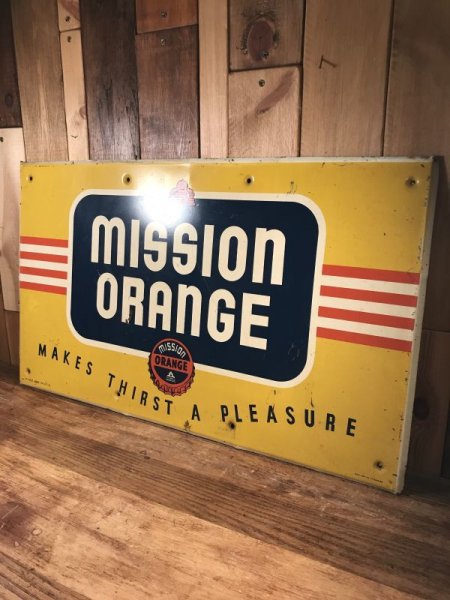 MISSION
ORANGE
MISSION
ORANGE
MAKES THIRST A PLEASURE